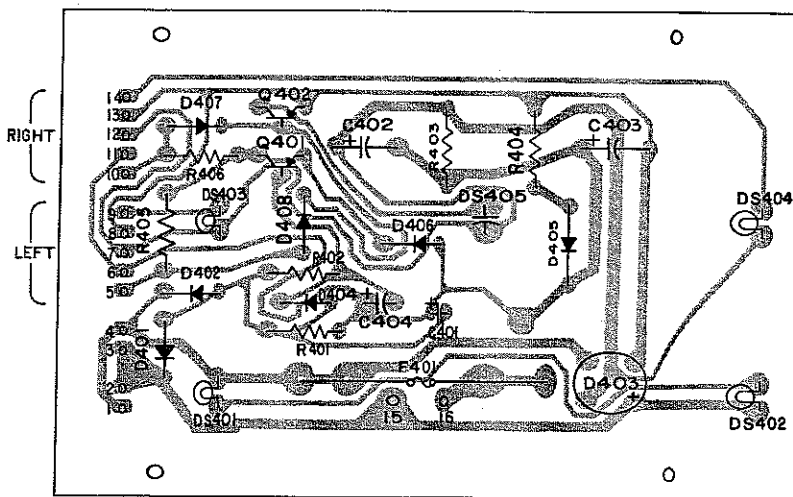 14
13
12
11
10
RIGHT
9
8
7
6
5
LEFT
4
3
2
1
D407
Q402
C402
R403
R404
C403
Q401
R406
DS403
R405
D408
DS405
D406
D405
DS404
R402
D402
D404
C404
C401
R401
D401
F401
D403
+
DS401
15
16
DS402